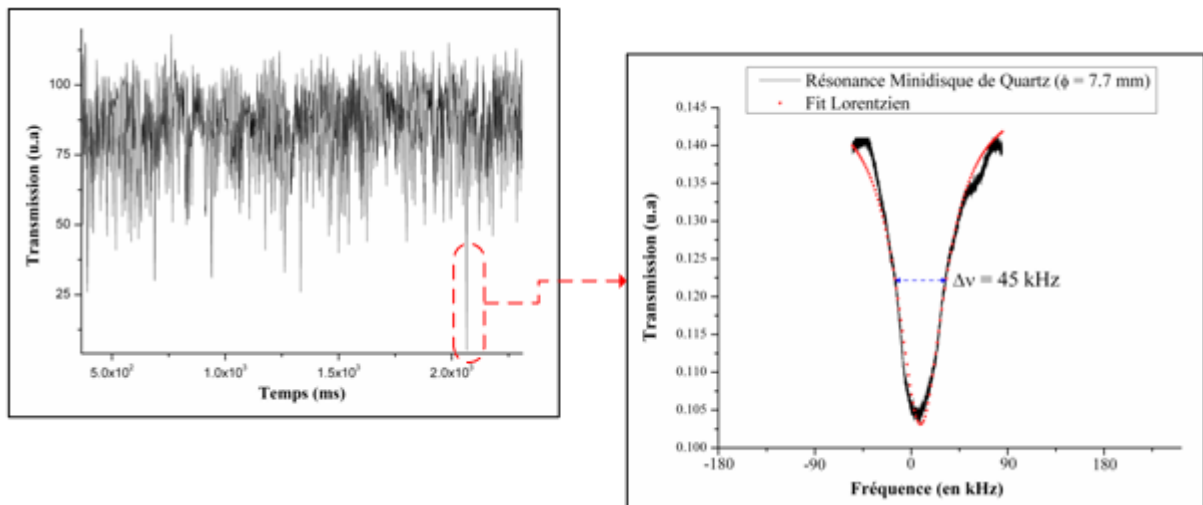 Transmission (u.a)
100
75
50
25
5.0x10²
1.0x10³
1.5x10³
2.0x10³
Temps (ms)
Résonance Minidisque de Quartz (ϕ = 7.7 mm)
Fit Lorentzien
Transmission (u.a)
0.145
0.140
0.135
0.130
0.125
0.120
0.115
0.110
0.105
0.100
Δν = 45 kHz
-180
-90
0
90
180
Fréquence (en kHz)